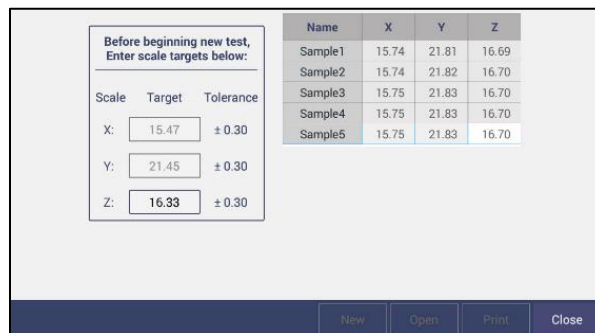 Before beginning new test,
Enter scale targets below:
Scale Target Tolerance
X: 15.47 ± 0.30
Y: 21.45 ± 0.30
Z: 16.33 ± 0.30
Name X Y Z
Sample1 15.74 21.81 16.69
Sample2 15.74 21.82 16.70
Sample3 15.75 21.83 16.70
Sample4 15.75 21.83 16.70
Sample5 15.75 21.83 16.70
New Open Print Close